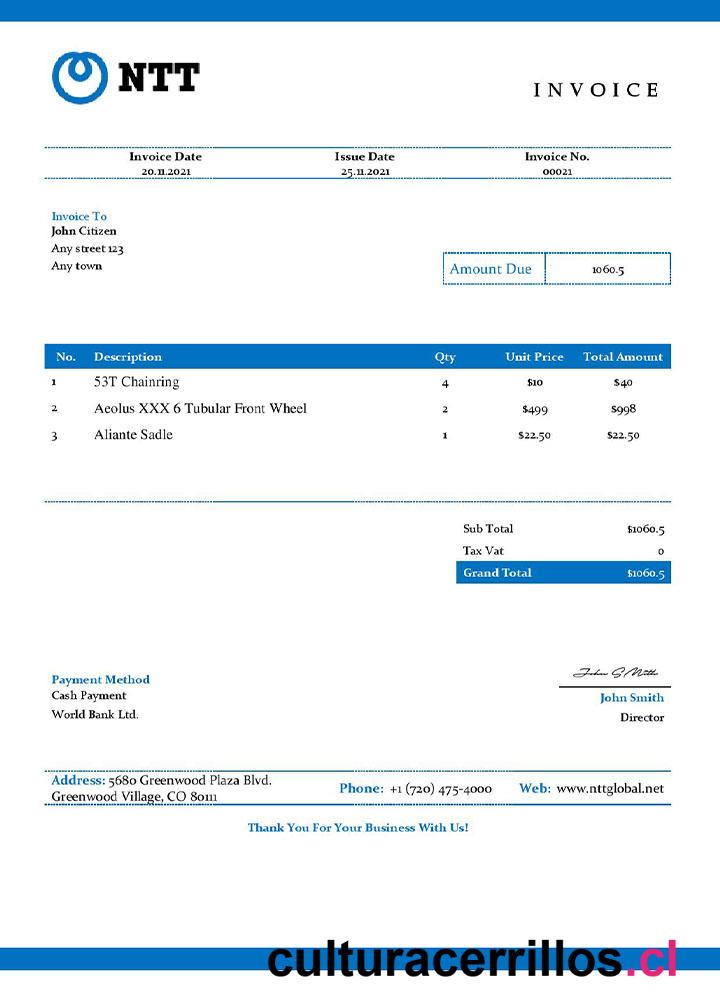 NTT
INVOICE
Invoice Date Issue Date Invoice No.
20.11.2021 25.11.2021 00021
Invoice To
John Citizen
Any street 123
Any town
Amount Due 1060.5
No. Description Qty Unit Price Total Amount
1 53T Chainring 4 $10 $40
2 Aeolus XXX 6 Tubular Front Wheel 2 $499 $998
3 Aliante Sadle 1 $22.50 $22.50
Sub Total $1060.5
Tax Vat 0
Grand Total $1060.5
Payment Method
Cash Payment
World Bank Ltd.
John Smith
Director
Address: 5680 Greenwood Plaza Blvd.
Greenwood Village, CO 80111
Phone: +1 (720) 475-4000 Web: www.nttglobal.net
Thank You For Your Business With Us!
culturacerrillos.cl